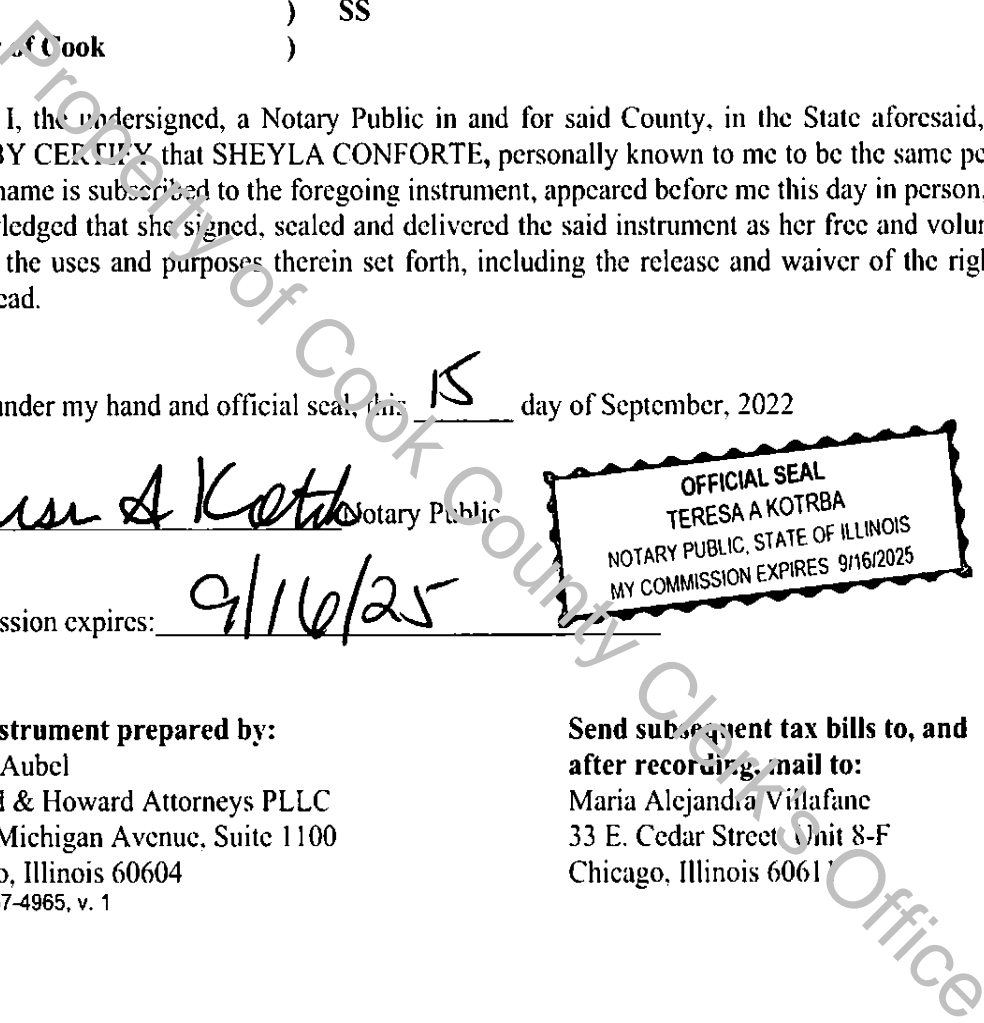 ) SS
of Cook )
I, the undersigned, a Notary Public in and for said County, in the State aforesaid,
BY CERTIFY that SHEYLA CONFORTE, personally known to me to be the same pe
name is subscribed to the foregoing instrument, appeared before me this day in person,
ledged that she signed, sealed and delivered the said instrument as her free and volun
the uses and purposes therein set forth, including the release and waiver of the righ
ead.
under my hand and official seal, this 15 day of September, 2022
A Kotrba Notary Public
OFFICIAL SEAL
TERESA A KOTRBA
NOTARY PUBLIC, STATE OF ILLINOIS
MY COMMISSION EXPIRES 9/16/2025
ssion expires: 9/16/25
strument prepared by:
Aubel
& Howard Attorneys PLLC
Michigan Avenue, Suite 1100
o, Illinois 60604
7-4965, v. 1
Send subsequent tax bills to, and
after recording, mail to:
Maria Alejandra Villafane
33 E. Cedar Street Unit 8-F
Chicago, Illinois 60611
Property of Cook County Clerk's Office